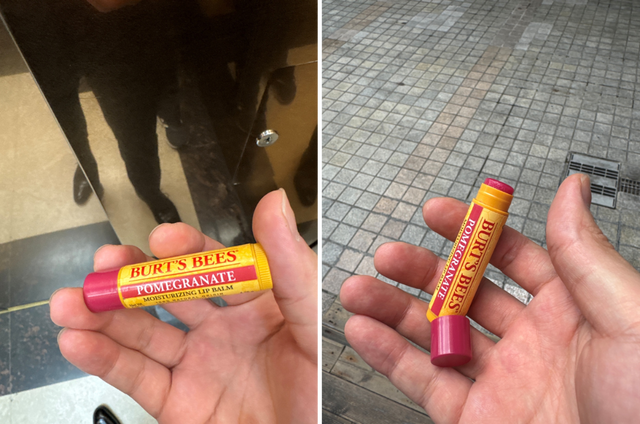 BURT'S BEES
POMEGRANATE
MOISTURIZING LIP BALM
BURT'S BEES
POMEGRANATE